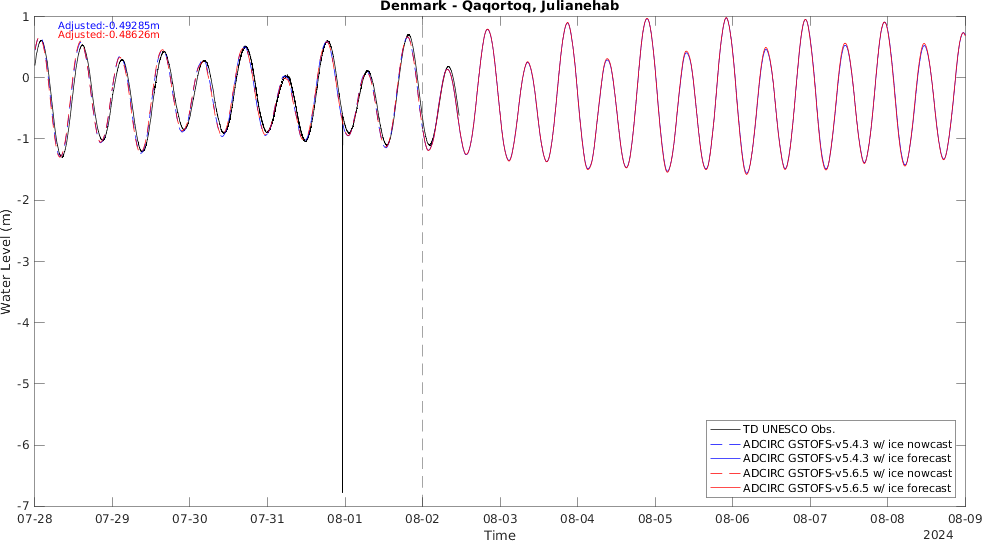 Denmark - Qaqortoq, Julianehab
Adjusted:-0.49285m
Adjusted:-0.48626m
1
0
-1
-2
-3
-4
-5
-6
-7
Water Level (m)
TD UNESCO Obs.
ADCIRC GSTOFS-v5.4.3 w/ ice nowcast
ADCIRC GSTOFS-v5.4.3 w/ ice forecast
ADCIRC GSTOFS-v5.6.5 w/ ice nowcast
ADCIRC GSTOFS-v5.6.5 w/ ice forecast
07-28 07-29 07-30 07-31 08-01 08-02 08-03 08-04 08-05 08-06 08-07 08-08 08-09
Time
2024